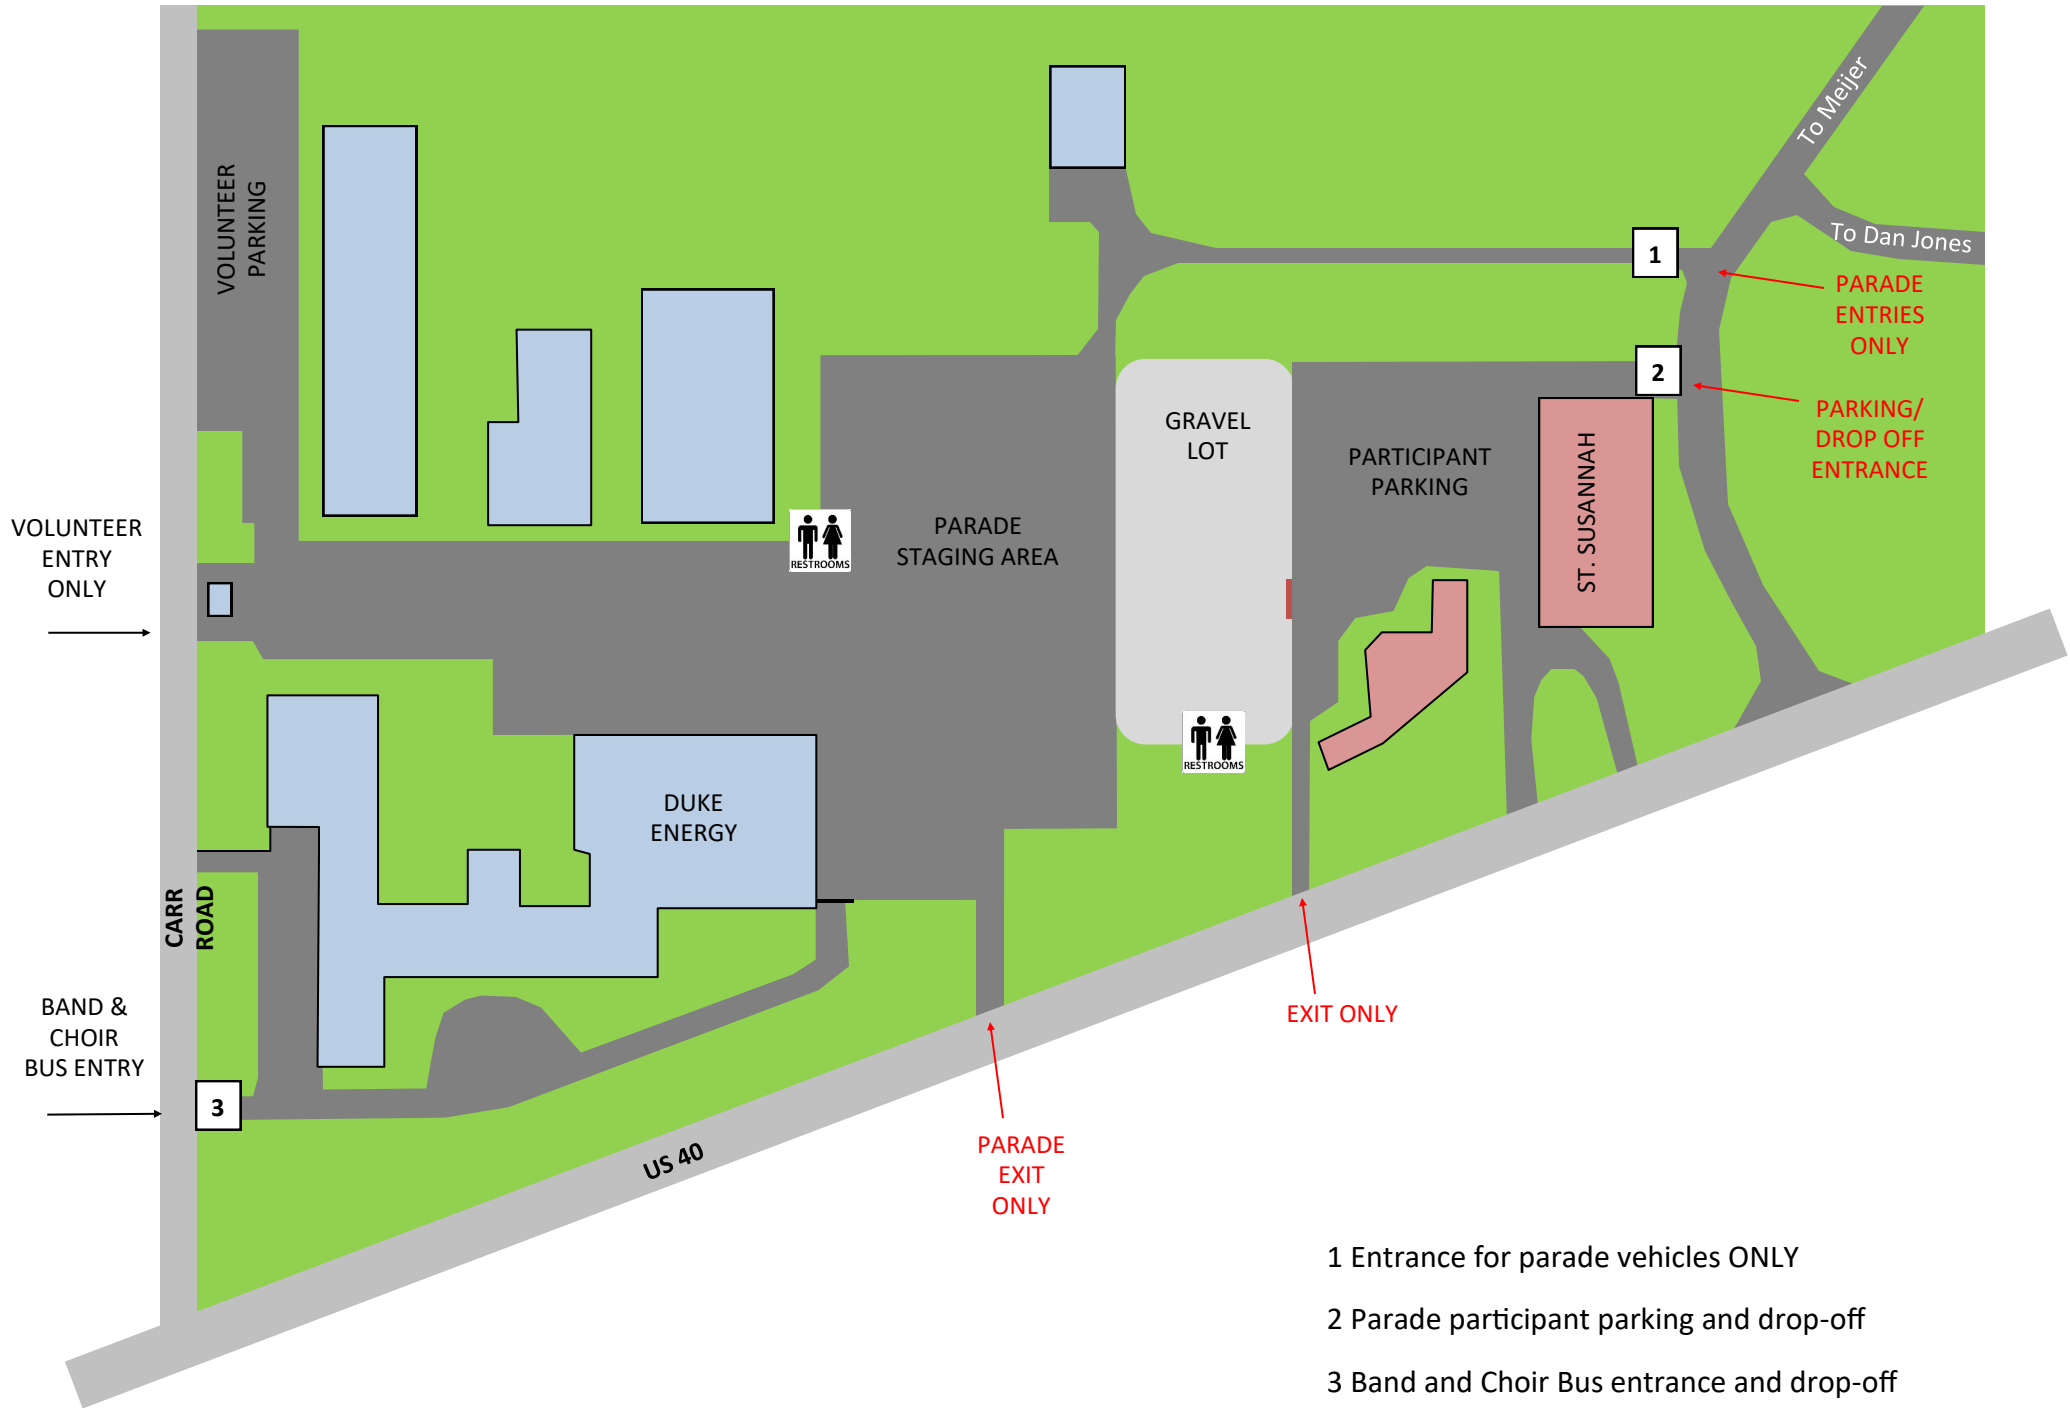 To Meijer
To Dan Jones
VOLUNTEER
PARKING
1
PARADE
ENTRIES
ONLY
2
PARKING/
DROP OFF
ENTRANCE
GRAVEL
LOT
PARTICIPANT
PARKING
ST. SUSANNAH
VOLUNTEER
ENTRY
ONLY
PARADE
STAGING AREA
RESTROOMS
RESTROOMS
DUKE
ENERGY
CARR
ROAD
BAND &
CHOIR
BUS ENTRY
3
EXIT ONLY
US 40
PARADE
EXIT
ONLY
1 Entrance for parade vehicles ONLY
2 Parade participant parking and drop-off
3 Band and Choir Bus entrance and drop-off